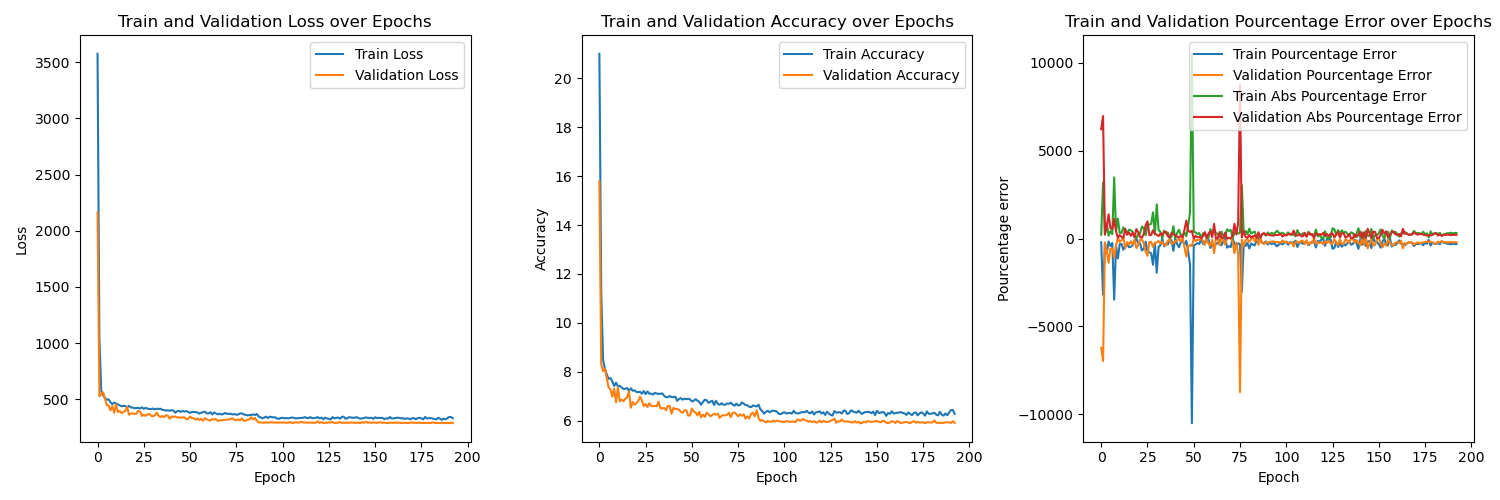 Train and Validation Loss over Epochs
Train Loss
Validation Loss
3500
3000
2500
2000
1500
1000
500
Loss
0
25
50
75
100
125
150
175
200
Epoch
Train and Validation Accuracy over Epochs
Train Accuracy
Validation Accuracy
20
18
16
14
12
10
8
6
Accuracy
0
25
50
75
100
125
150
175
200
Epoch
Train and Validation Pourcentage Error over Epochs
Train Pourcentage Error
Validation Pourcentage Error
Train Abs Pourcentage Error
Validation Abs Pourcentage Error
10000
5000
0
−5000
−10000
Pourcentage error
0
25
50
75
100
125
150
175
200
Epoch